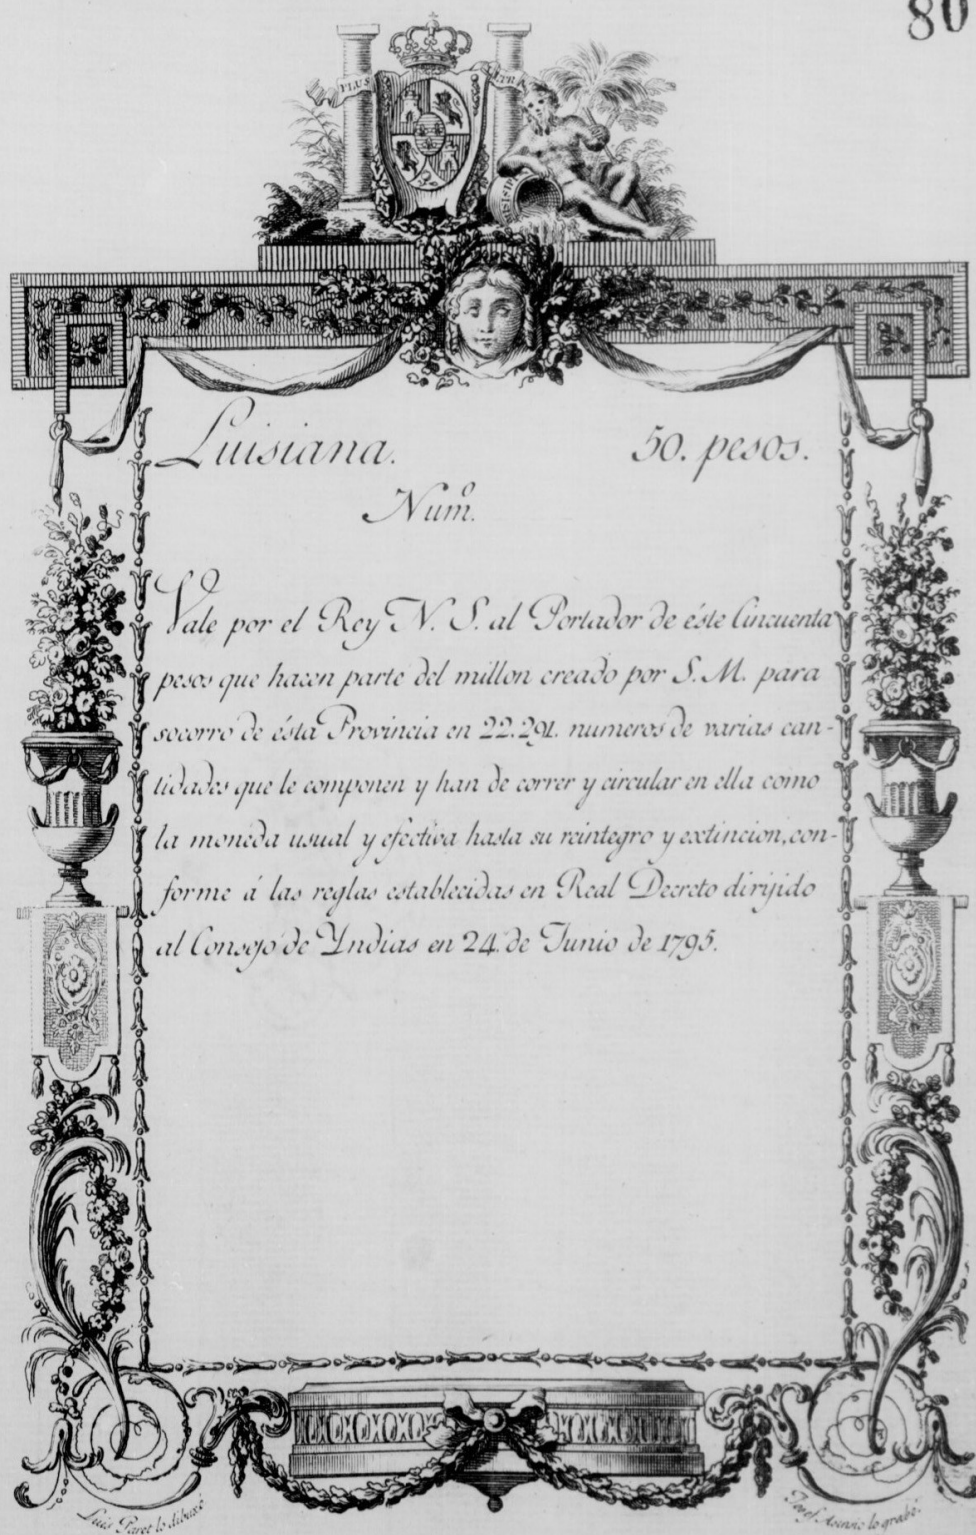 80
PLUS ULTRA
Luisiana. 50. pesos.
Numº.
Vale por el Rey N. S. al Portador de éste Cincuenta
pesos que hacen parte del millon creado por S. M. para
socorro de ésta Provincia en 22.291. numeros de varias can-
tidades que le componen y han de correr y circular en ella como
la moneda usual y efectiva hasta su reintegro y extincion, con-
forme á las reglas establecidas en Real Decreto dirijido
al Consejo de Yndias en 24. de Junio de 1795.
Luis Paret lo dibuxó
Josef Asensio lo grabó.